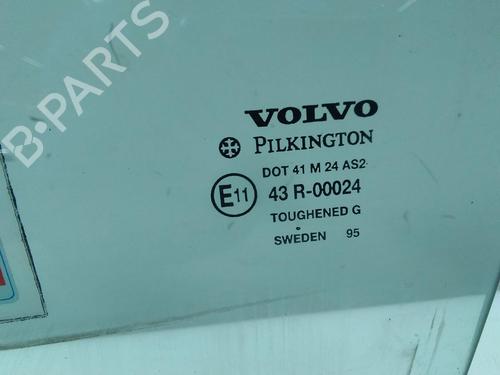 B-PARTS
VOLVO
PILKINGTON
DOT 41 M 24 AS2
E11 43 R-00024
TOUGHENED G
SWEDEN 95